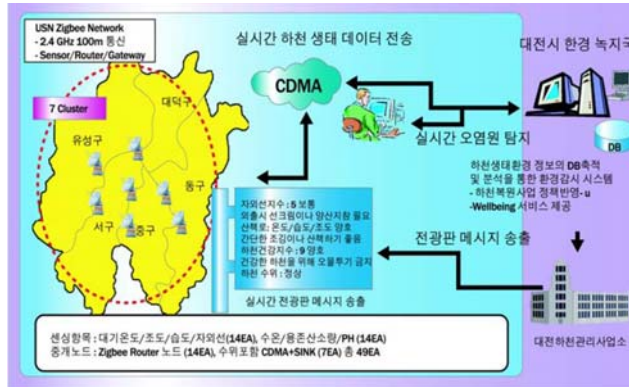 USN Zigbee Network
- 2.4 GHz 100m 통신
- Sensor/Router/Gateway
7 Cluster
대덕구
유성구
동구
서구
중구
실시간 하천 생태 데이터 전송
CDMA
실시간 오염원 탐지
대전시 한경 녹지국
DB
하천생태환경 정보의 DB축적
및 분석을 통한 환경감시 시스템
- 하천복원사업 정책반영- u
-Wellbeing 서비스 제공
자외선지수 : 5 보통
외출시 선크림이나 양산지참 필요
산책로: 온도/습도/조도 양호
간단한 조깅이나 산책하기 좋음
하천건강지수 : 9 양호
건강한 하천을 위해 오물투기 금지
하천 수위 : 정상
실시간 전광판 메시지 송출
전광판 메시지 송출
대전하천관리사업소
센싱항목 : 대기온도/조도/습도/자외선(14EA), 수온/용존산소량/PH (14EA)
중개노드 : Zigbee Router 노드 (14EA), 수위포함 CDMA+SINK (7EA) 총 49EA